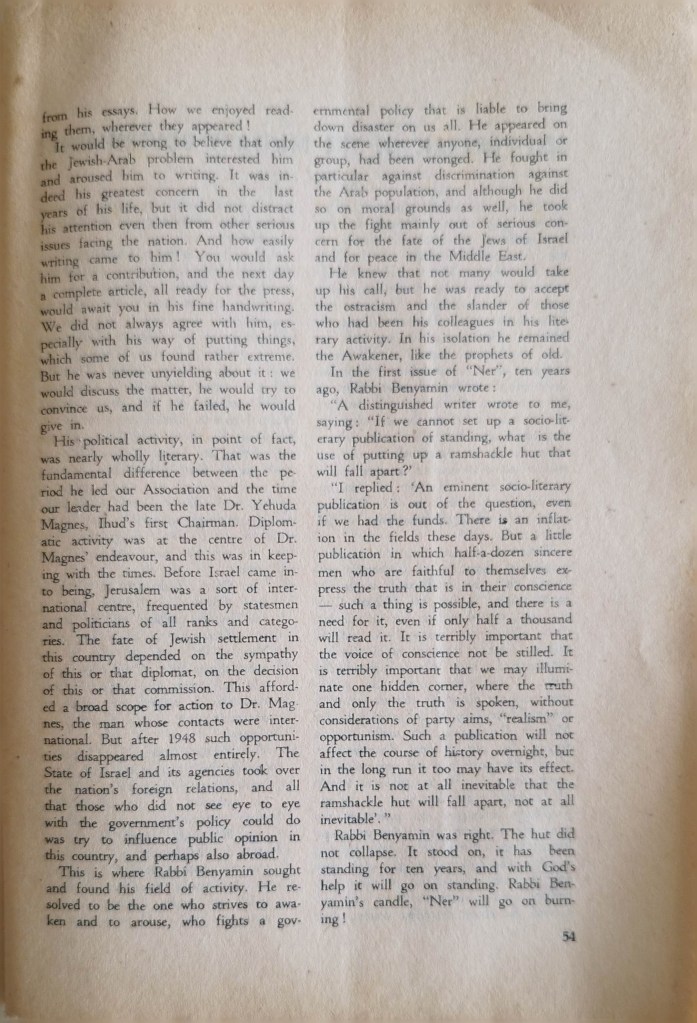 from his essays. How we enjoyed read-
ing them, wherever they appeared !
It would be wrong to believe that only
the Jewish-Arab problem interested him
and aroused him to writing. It was in-
deed his greatest concern in the last
years of his life, but it did not distract
his attention even then from other serious
issues facing the nation. And how easily
writing came to him ! You would ask
him for a contribution, and the next day
a complete article, all ready for the press,
would await you in his fine handwriting.
We did not always agree with him, es-
pecially with his way of putting things,
which some of us found rather extreme.
But he was never unyielding about it : we
would discuss the matter, he would try to
convince us, and if he failed, he would
give in.
His political activity, in point of fact,
was nearly wholly literary. That was the
fundamental difference between the pe-
riod he led our Association and the time
our leader had been the late Dr. Yehuda
Magnes, Ihud's first Chairman. Diplom-
atic activity was at the centre of Dr.
Magnes' endeavour, and this was in keep-
ing with the times. Before Israel came in-
to being, Jerusalem was a sort of inter-
national centre, frequented by statesmen
and politicians of all ranks and catego-
ries. The fate of Jewish settlement in
this country depended on the sympathy
of this or that diplomat, on the decision
of this or that commission. This afford-
ed a broad scope for action to Dr. Mag-
nes, the man whose contacts were inter-
national. But after 1948 such opportuni-
ties disappeared almost entirely. The
State of Israel and its agencies took over
the nation's foreign relations, and all
that those who did not see eye to eye
with the government's policy could do
was try to influence public opinion in
this country, and perhaps also abroad.
This is where Rabbi Benyamin sought
and found his field of activity. He re-
solved to be the one who strives to awa-
ken and to arouse, who fights a gov-
ernmental policy that is liable to bring
down disaster on us all. He appeared on
the scene wherever anyone, individual or
group, had been wronged. He fought in
particular against discrimination against
the Arab population, and although he did
so on moral grounds as well, he took
up the fight mainly out of serious con-
cern for the fate of the Jews of Israel
and for peace in the Middle East.
He knew that not many would take
up his call, but he was ready to accept
the ostracism and the slander of those
who had been his colleagues in his lite-
rary activity. In his isolation he remained
the Awakener, like the prophets of old.
In the first issue of "Ner", ten years
ago, Rabbi Benyamin wrote :
"A distinguished writer wrote to me,
saying : "If we cannot set up a socio-lit-
erary publication of standing, what is the
use of putting up a ramshackle hut that
will fall apart ?'
"I replied : 'An eminent socio-literary
publication is out of the question, even
if we had the funds. There is an inflat-
ion in the fields these days. But a little
publication in which half-a-dozen sincere
men who are faithful to themselves ex-
press the truth that is in their conscience
— such a thing is possible, and there is a
need for it, even if only half a thousand
will read it. It is terribly important that
the voice of conscience not be stilled. It
is terribly important that we may illumi-
nate one hidden corner, where the truth
and only the truth is spoken, without
considerations of party aims, "realism" or
opportunism. Such a publication will not
affect the course of history overnight, but
in the long run it too may have its effect.
And it is not at all inevitable that the
ramshackle hut will fall apart, not at all
inevitable'. "
Rabbi Benyamin was right. The hut did
not collapse. It stood on, it has been
standing for ten years, and with God's
help it will go on standing. Rabbi Ben-
yamin's candle, "Ner" will go on burn-
ing !
54